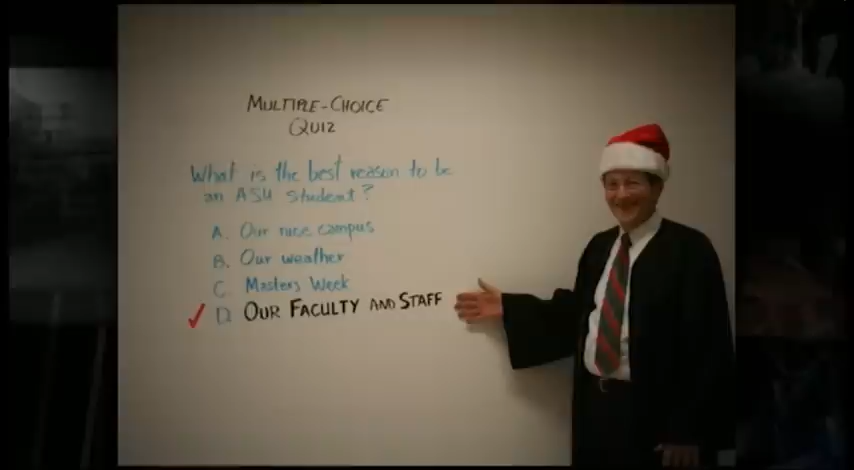 MULTIPLE-CHOICE
QUIZ
What is the best reason to be
an ASU student?
A. Our nice campus
B. Our weather
C. Masters Week
✓ D. OUR FACULTY AND STAFF